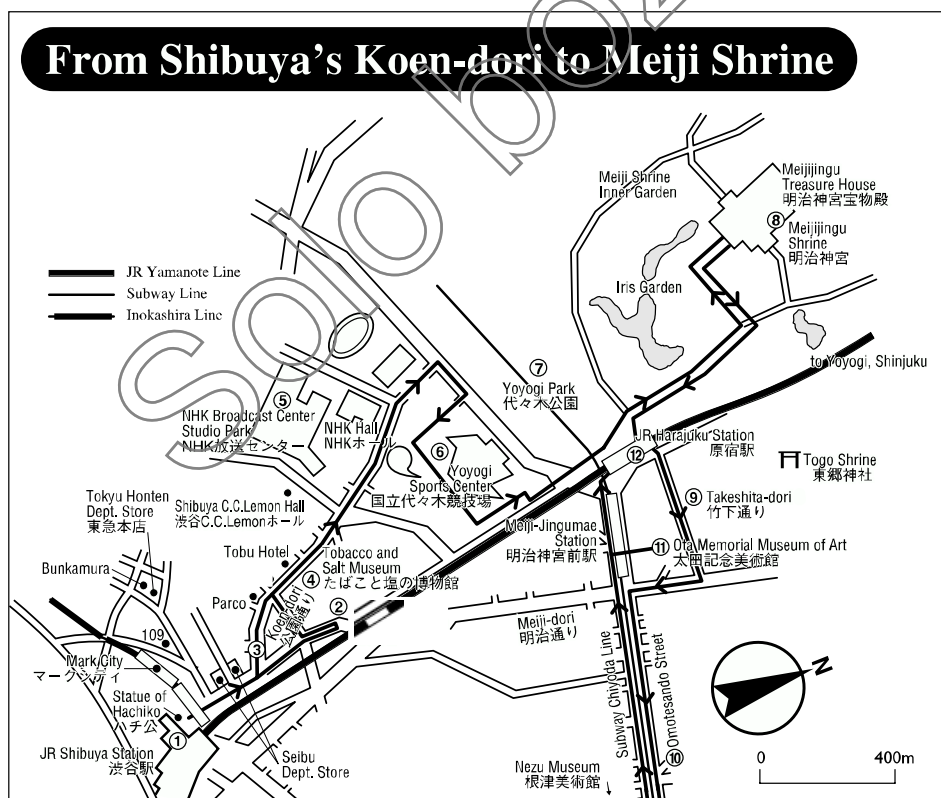 From Shibuya's Koen-dori to Meiji Shrine
JR Yamanote Line
Subway Line
Inokashira Line
Meiji Shrine
Inner Garden
Meijijingu
Treasure House
明治神宮宝物殿
⑧
Meijijingu
Shrine
明治神宮
Iris Garden
to Yoyogi, Shinjuku
⑦
Yoyogi Park
代々木公園
⑤
NHK Broadcast Center
Studio Park
NHK放送センター
NHK Hall
NHKホール
⑥
Yoyogi
Sports Center
国立代々木競技場
JR Harajuku Station
原宿駅
⑫
Togo Shrine
東郷神社
⑨ Takeshita-dori
竹下通り
Tokyu Honten
Dept. Store
東急本店
Shibuya C.C.Lemon Hall
渋谷C.C.Lemonホール
Meiji-Jingumae
Station
明治神宮前駅
⑪ Ota Memorial Museum of Art
太田記念美術館
Tobu Hotel
Tobacco and
Salt Museum
④ たばこと塩の博物館
Bunkamura
Parco
Koen-dori
公園通り
②
③
Meiji-dori
明治通り
109
Mark City
マークシティ
Statue of
Hachiko
ハチ公
①
JR Shibuya Station
渋谷駅
Seibu
Dept. Store
Subway Chiyoda Line
Omotesando Street
⑩
Nezu Museum
根津美術館
N
0 400m
Solo